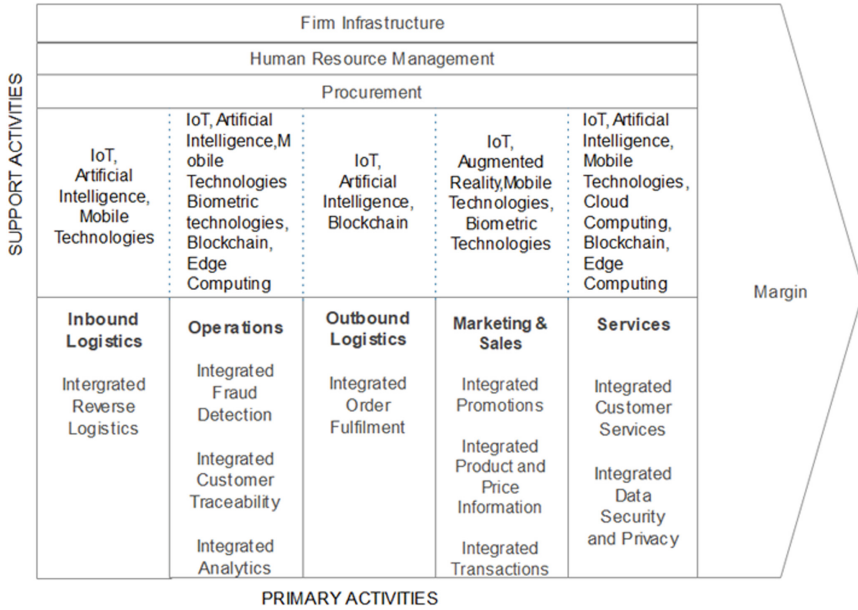 Firm Infrastructure
Human Resource Management
Procurement
SUPPORT ACTIVITIES
IoT,
Artificial
Intelligence,
Mobile
Technologies
IoT, Artificial
Intelligence,M
obile
Technologies
Biometric
technologies,
Blockchain,
Edge
Computing
IoT,
Artificial
Intelligence,
Blockchain
IoT,
Augmented
Reality,Mobile
Technologies,
Biometric
Technologies
IoT, Artificial
Intelligence,
Mobile
Technologies,
Cloud
Computing,
Blockchain,
Edge
Computing
Margin
Inbound
Logistics
Intergrated
Reverse
Logistics
Operations
Integrated
Fraud
Detection
Integrated
Customer
Traceability
Integrated
Analytics
Outbound
Logistics
Integrated
Order
Fulfilment
Marketing &
Sales
Integrated
Promotions
Integrated
Product and
Price
Information
Integrated
Transactions
Services
Integrated
Customer
Services
Integrated
Data
Security
and Privacy
PRIMARY ACTIVITIES